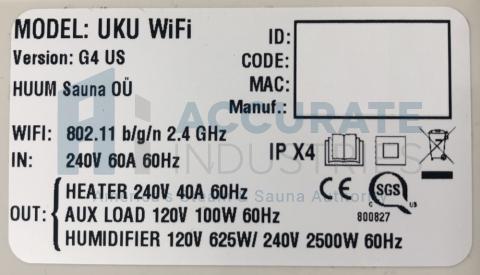 MODEL: UKU WiFi
Version: G4 US
HUUM Sauna OÜ
ID:
CODE:
MAC:
Manuf.:
ACCURATE
INDUSTRIES
America's Steam & Sauna Authority
WIFI: 802.11 b/g/n 2.4 GHz
IN: 240V 60A 60Hz
IP X4
CE
SGS
C US
800827
OUT:
HEATER 240V 40A 60Hz
AUX LOAD 120V 100W 60Hz
HUMIDIFIER 120V 625W/ 240V 2500W 60Hz